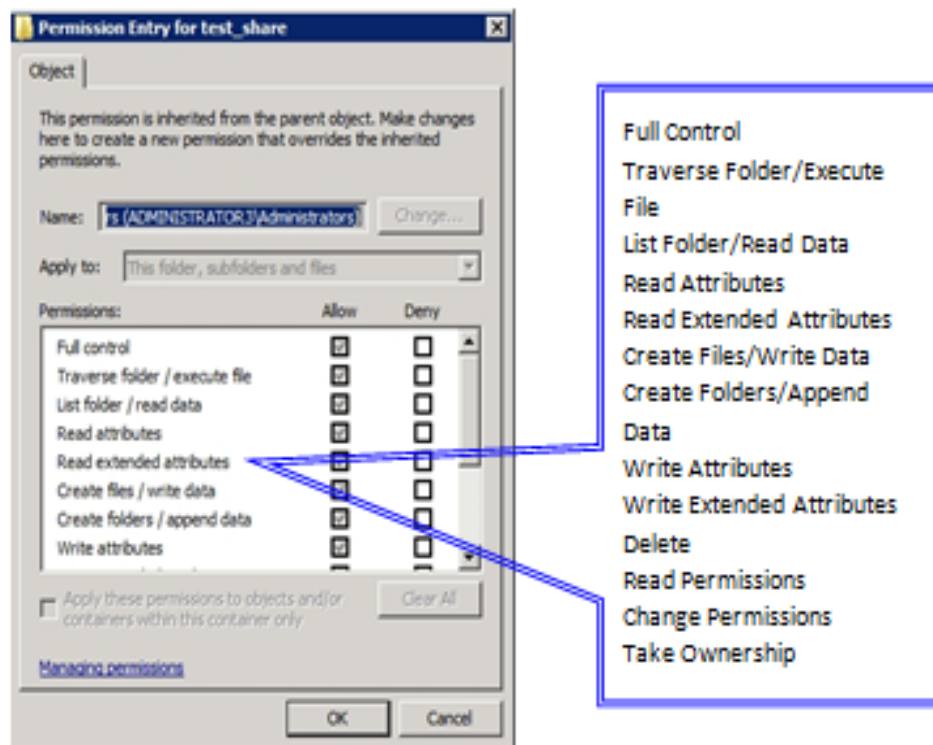 Permission Entry for test_share
Object
This permission is inherited from the parent object. Make changes
here to create a new permission that overrides the inherited
permissions.
Name: rs (ADMINISTRATOR3\Administrators) Change...
Apply to: This folder, subfolders and files
Permissions: Allow Deny
Full control
Traverse folder / execute file
List folder / read data
Read attributes
Read extended attributes
Create files / write data
Create folders / append data
Write attributes
Apply these permissions to objects and/or
containers within this container only
Clear All
Managing permissions
OK Cancel
Full Control
Traverse Folder/Execute
File
List Folder/Read Data
Read Attributes
Read Extended Attributes
Create Files/Write Data
Create Folders/Append
Data
Write Attributes
Write Extended Attributes
Delete
Read Permissions
Change Permissions
Take Ownership